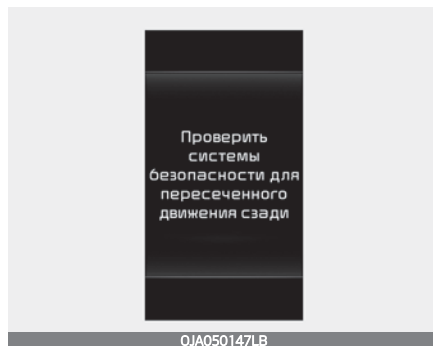 Проверить
системы
безопасности для
пересеченного
движения сзади
OJA050147LB